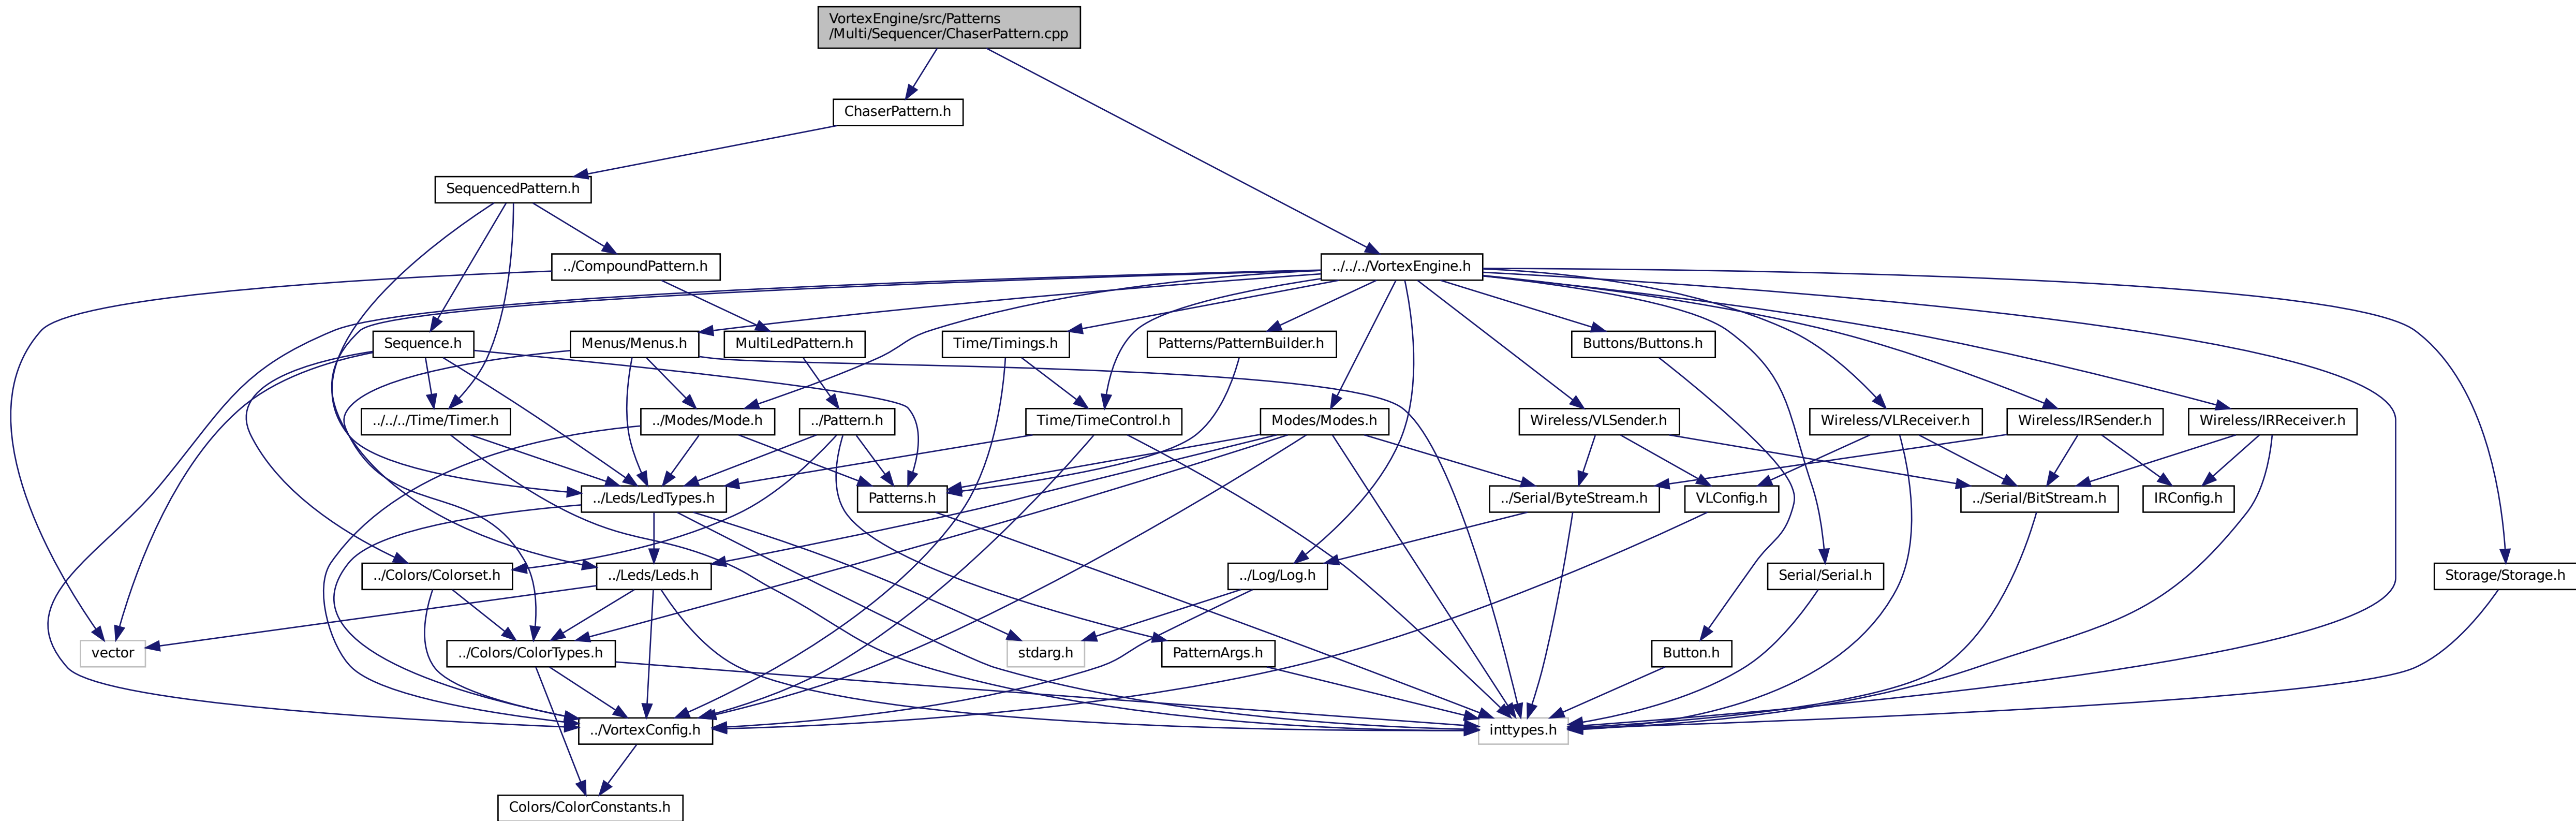 VortexEngine/src/Patterns
/Multi/Sequencer/ChaserPattern.cpp
ChaserPattern.h
SequencedPattern.h
../CompoundPattern.h
../../../VortexEngine.h
Sequence.h
Menus/Menus.h
MultiLedPattern.h
Time/Timings.h
Patterns/PatternBuilder.h
Buttons/Buttons.h
../../../Time/Timer.h
../Modes/Mode.h
../Pattern.h
Time/TimeControl.h
Modes/Modes.h
Wireless/VLSender.h
Wireless/VLReceiver.h
Wireless/IRSender.h
Wireless/IRReceiver.h
../Leds/LedTypes.h
Patterns.h
../Serial/ByteStream.h
VLConfig.h
../Serial/BitStream.h
IRConfig.h
../Colors/Colorset.h
../Leds/Leds.h
../Log/Log.h
Serial/Serial.h
Storage/Storage.h
vector
../Colors/ColorTypes.h
stdarg.h
PatternArgs.h
Button.h
../VortexConfig.h
inttypes.h
Colors/ColorConstants.h